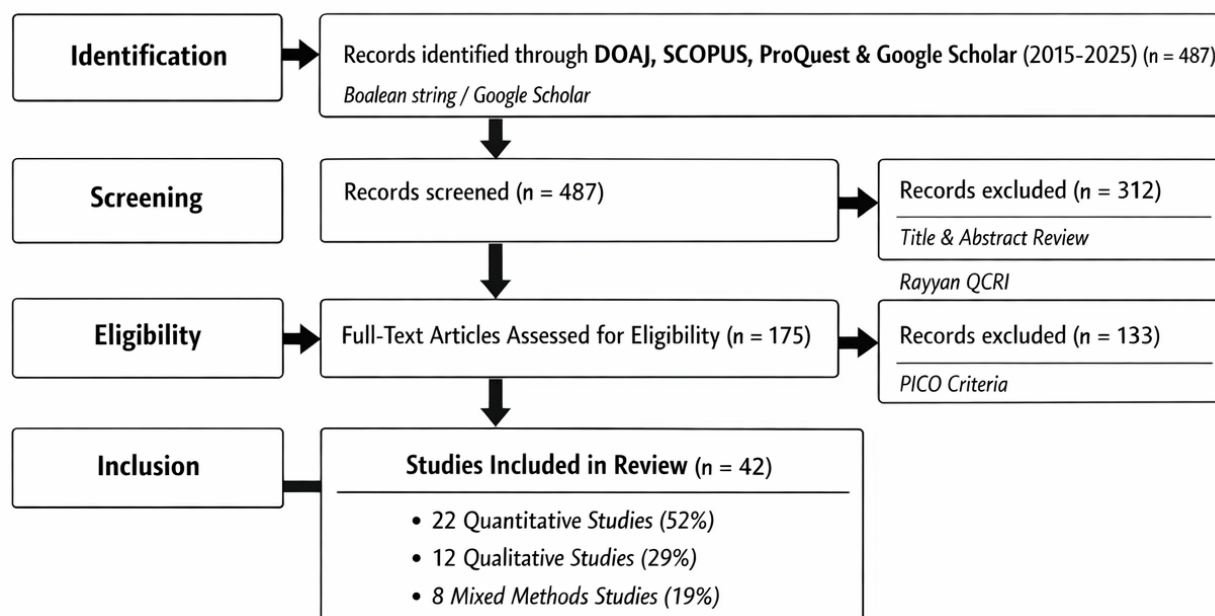 Identification
Records identified through DOAJ, SCOPUS, ProQuest & Google Scholar (2015-2025) (n = 487)
Boalean string / Google Scholar
Screening
Records screened (n = 487)
Records excluded (n = 312)
Title & Abstract Review
Rayyan QCRI
Eligibility
Full-Text Articles Assessed for Eligibility (n = 175)
Records excluded (n = 133)
PICO Criteria
Inclusion
Studies Included in Review (n = 42)
• 22 Quantitative Studies (52%)
• 12 Qualitative Studies (29%)
• 8 Mixed Methods Studies (19%)